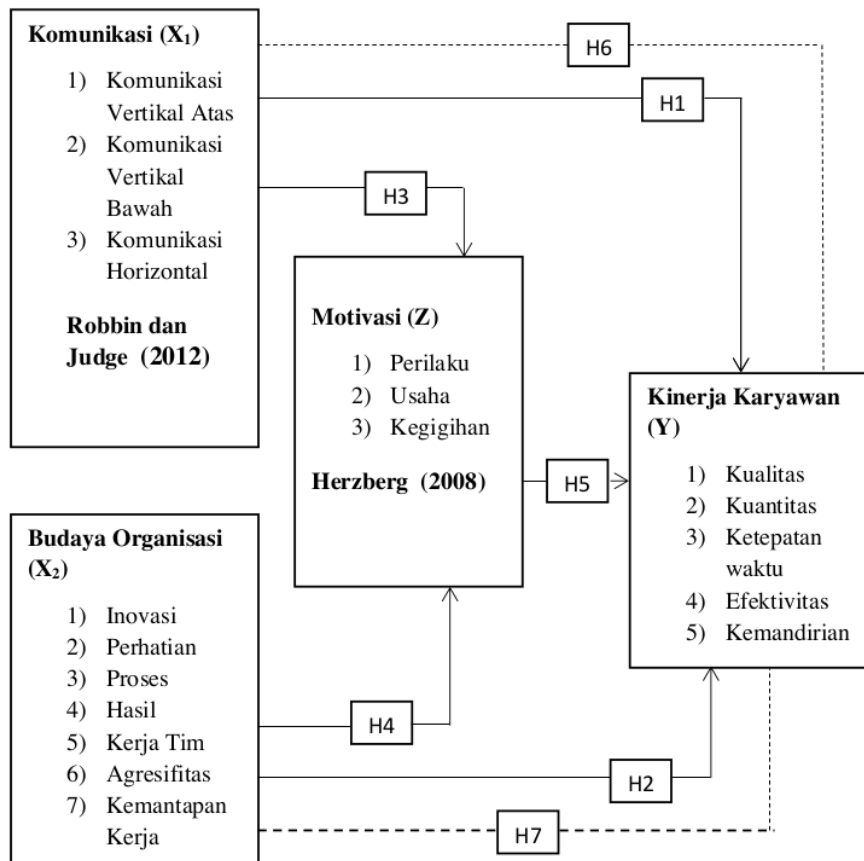 Komunikasi (X₁)
1) Komunikasi
Vertikal Atas
2) Komunikasi
Vertikal
Bawah
3) Komunikasi
Horizontal
Robbin dan
Judge (2012)
H6
H1
H3
Motivasi (Z)
1) Perilaku
2) Usaha
3) Kegigihan
Herzberg (2008)
H5
Kinerja Karyawan
(Y)
1) Kualitas
2) Kuantitas
3) Ketepatan
waktu
4) Efektivitas
5) Kemandirian
Budaya Organisasi
(X₂)
1) Inovasi
2) Perhatian
3) Proses
4) Hasil
5) Kerja Tim
6) Agresifitas
7) Kemantapan
Kerja
H4
H2
H7